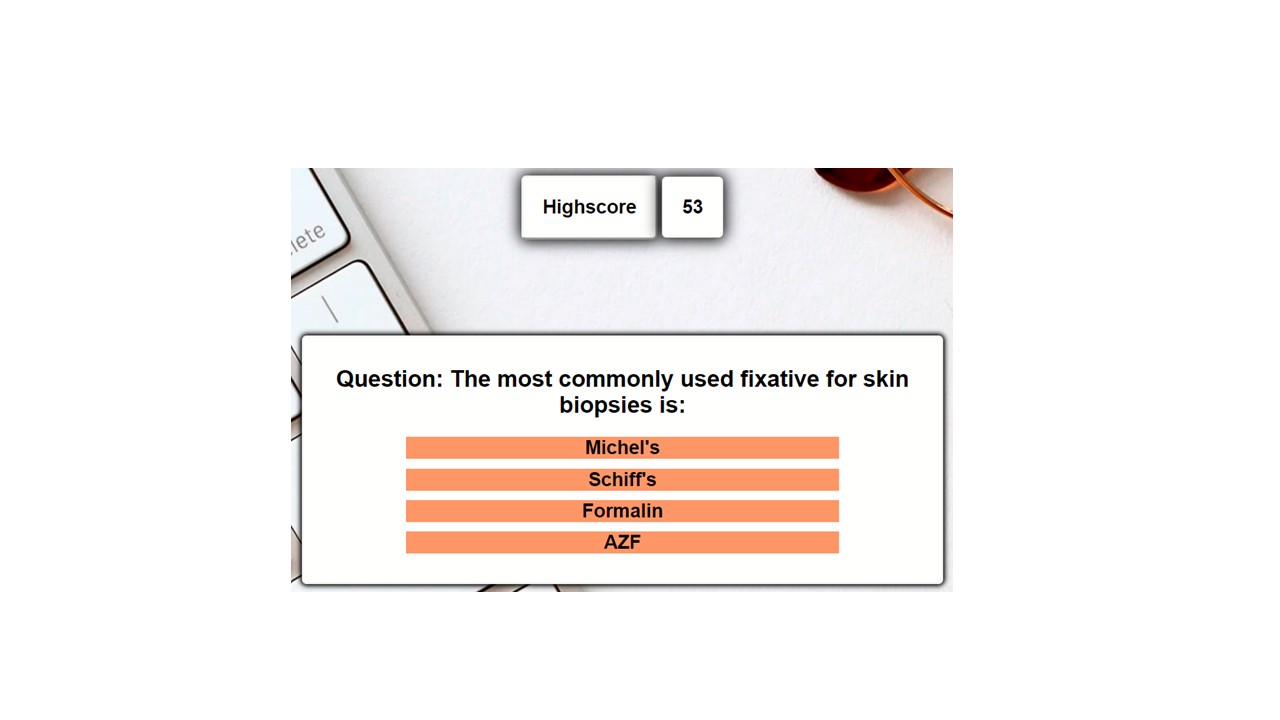 lete
Highscore
53
Question: The most commonly used fixative for skin
biopsies is:
Michel's
Schiff's
Formalin
AZF